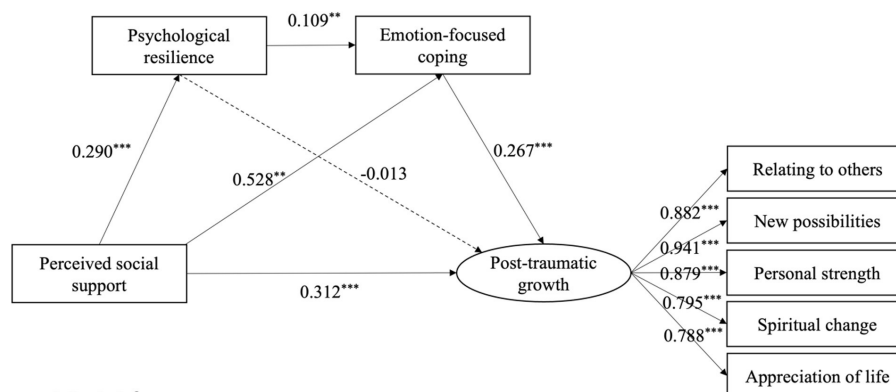 Psychological
resilience
0.109**
Emotion-focused
coping
0.290***
0.528**
-0.013
0.267***
Perceived social
support
0.312***
Post-traumatic
growth
0.882***
0.941***
0.879***
0.795***
0.788***
Relating to others
New possibilities
Personal strength
Spiritual change
Appreciation of life